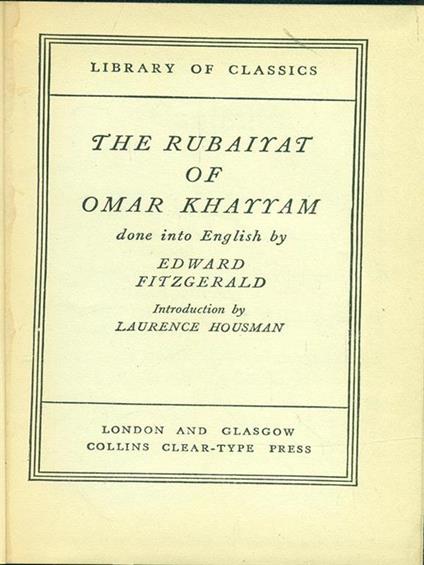 LIBRARY OF CLASSICS
THE RUBAIYAT
OF
OMAR KHAYYAM
done into English by
EDWARD
FITZGERALD
Introduction by
LAURENCE HOUSMAN
LONDON AND GLASGOW
COLLINS CLEAR-TYPE PRESS